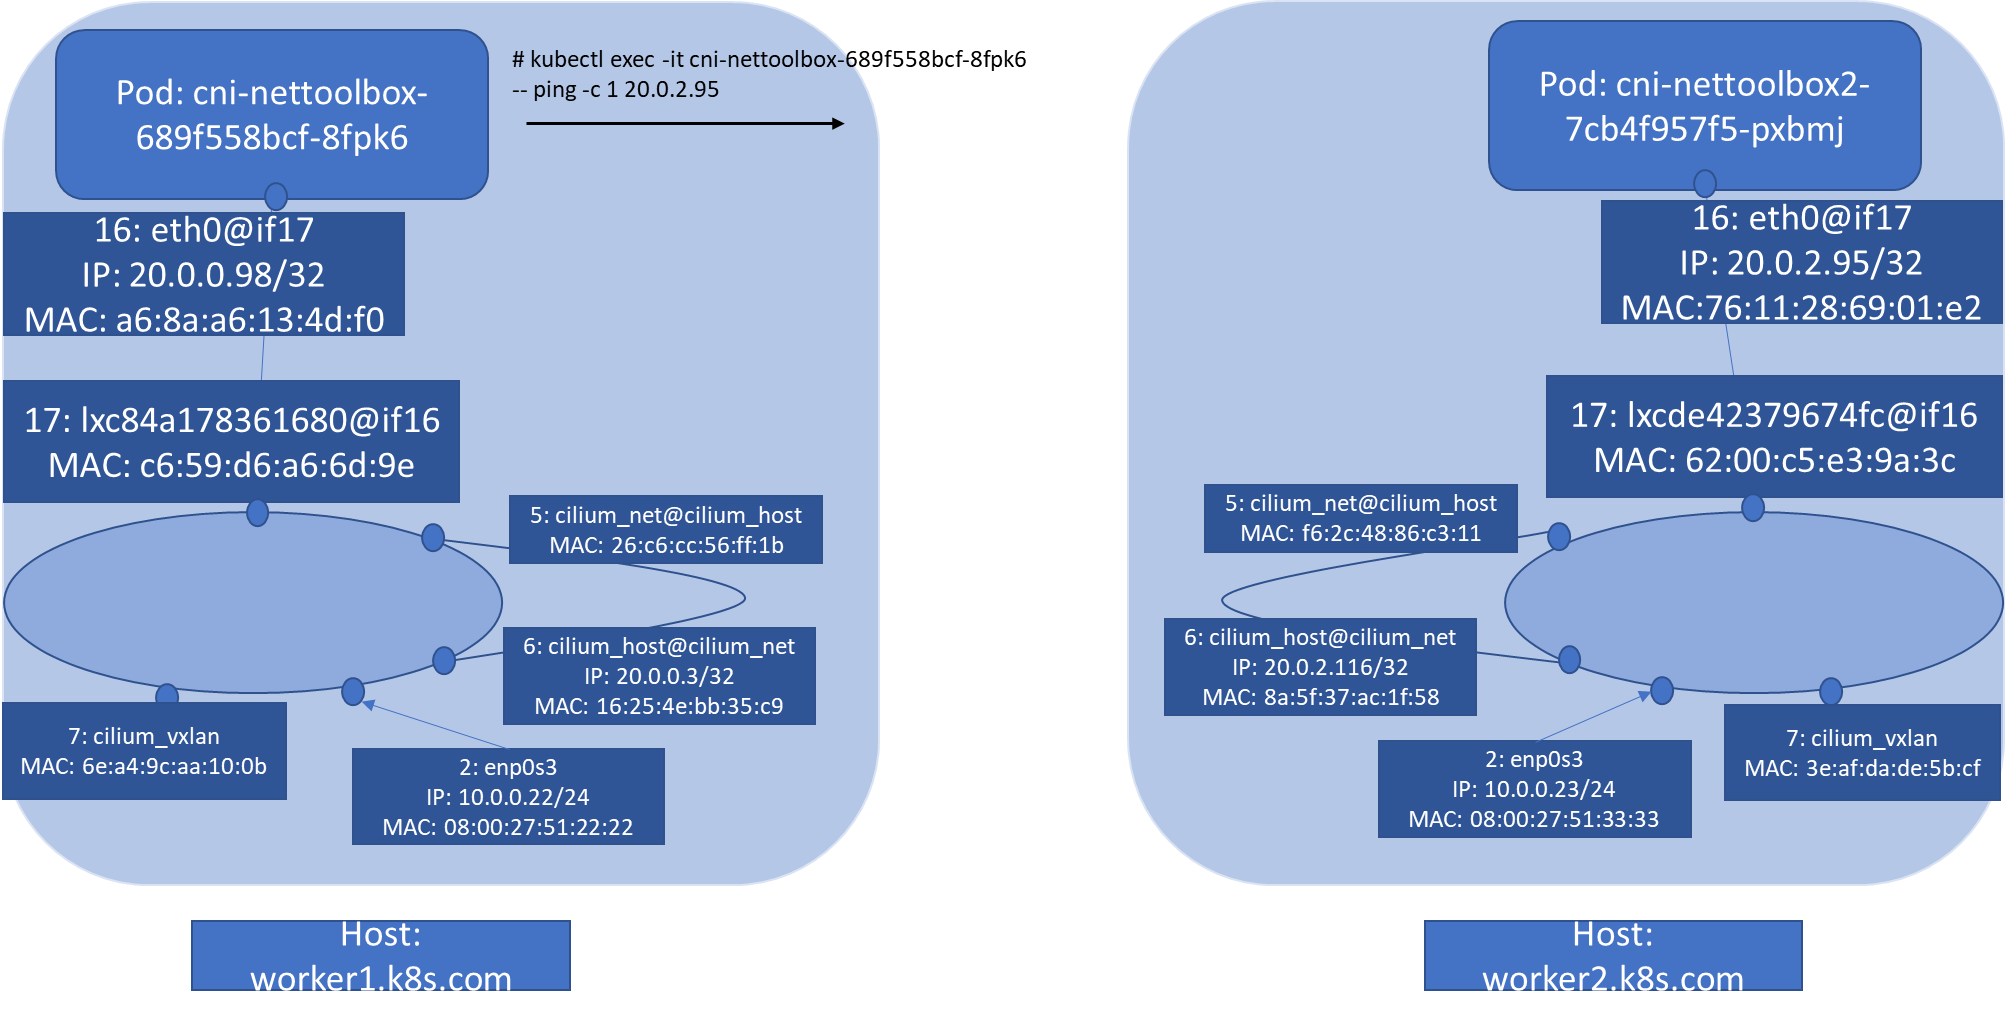 Pod: cni-nettoolbox-
689f558bcf-8fpk6
# kubectl exec -it cni-nettoolbox-689f558bcf-8fpk6
-- ping -c 1 20.0.2.95
16: eth0@if17
IP: 20.0.0.98/32
MAC: a6:8a:a6:13:4d:f0
17: lxc84a178361680@if16
MAC: c6:59:d6:a6:6d:9e
5: cilium_net@cilium_host
MAC: 26:c6:cc:56:ff:1b
6: cilium_host@cilium_net
IP: 20.0.0.3/32
MAC: 16:25:4e:bb:35:c9
7: cilium_vxlan
MAC: 6e:a4:9c:aa:10:0b
2: enp0s3
IP: 10.0.0.22/24
MAC: 08:00:27:51:22:22
Host:
worker1.k8s.com
Pod: cni-nettoolbox2-
7cb4f957f5-pxbmj
16: eth0@if17
IP: 20.0.2.95/32
MAC:76:11:28:69:01:e2
17: lxcde42379674fc@if16
MAC: 62:00:c5:e3:9a:3c
5: cilium_net@cilium_host
MAC: f6:2c:48:86:c3:11
6: cilium_host@cilium_net
IP: 20.0.2.116/32
MAC: 8a:5f:37:ac:1f:58
2: enp0s3
IP: 10.0.0.23/24
MAC: 08:00:27:51:33:33
7: cilium_vxlan
MAC: 3e:af:da:de:5b:cf
Host:
worker2.k8s.com